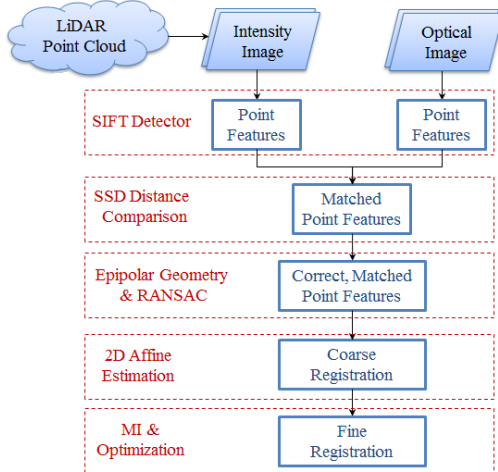 LiDAR
Point Cloud
Intensity
Image
Optical
Image
SIFT Detector
Point
Features
Point
Features
SSD Distance
Comparison
Matched
Point Features
Epipolar Geometry
& RANSAC
Correct, Matched
Point Features
2D Affine
Estimation
Coarse
Registration
MI &
Optimization
Fine
Registration